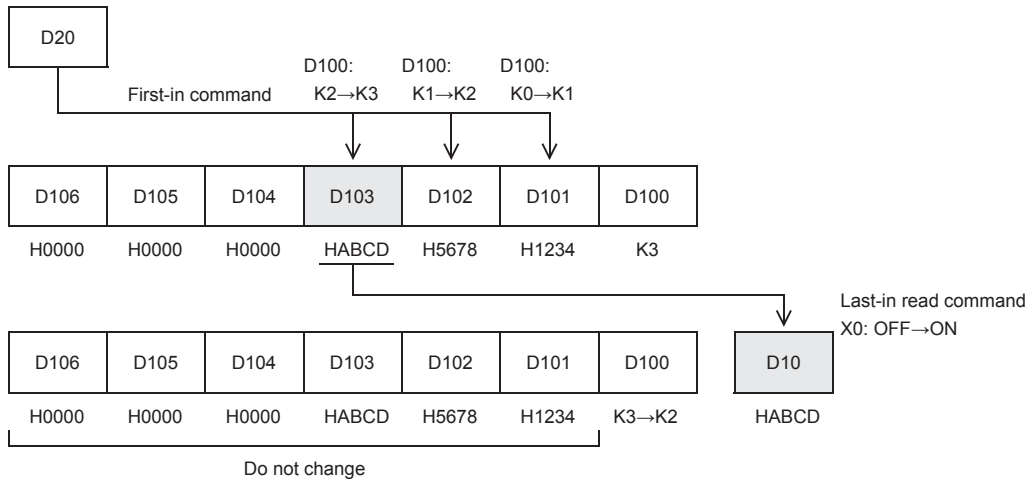 D20
D100: D100: D100:
First-in command K2→K3 K1→K2 K0→K1
D106 D105 D104 D103 D102 D101 D100
H0000 H0000 H0000 HABCD H5678 H1234 K3
Last-in read command
X0: OFF→ON
D106 D105 D104 D103 D102 D101 D100 D10
H0000 H0000 H0000 HABCD H5678 H1234 K3→K2 HABCD
Do not change